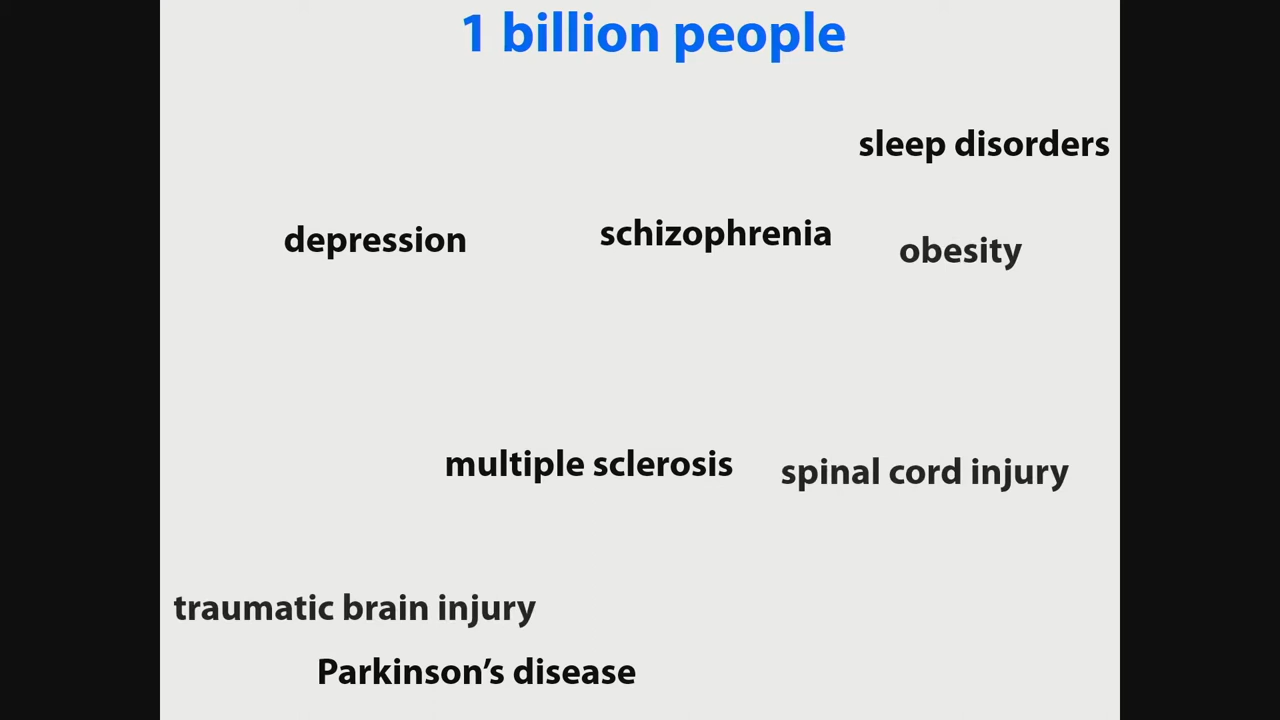 1 billion people
sleep disorders
depression
schizophrenia
obesity
multiple sclerosis
spinal cord injury
traumatic brain injury
Parkinson’s disease